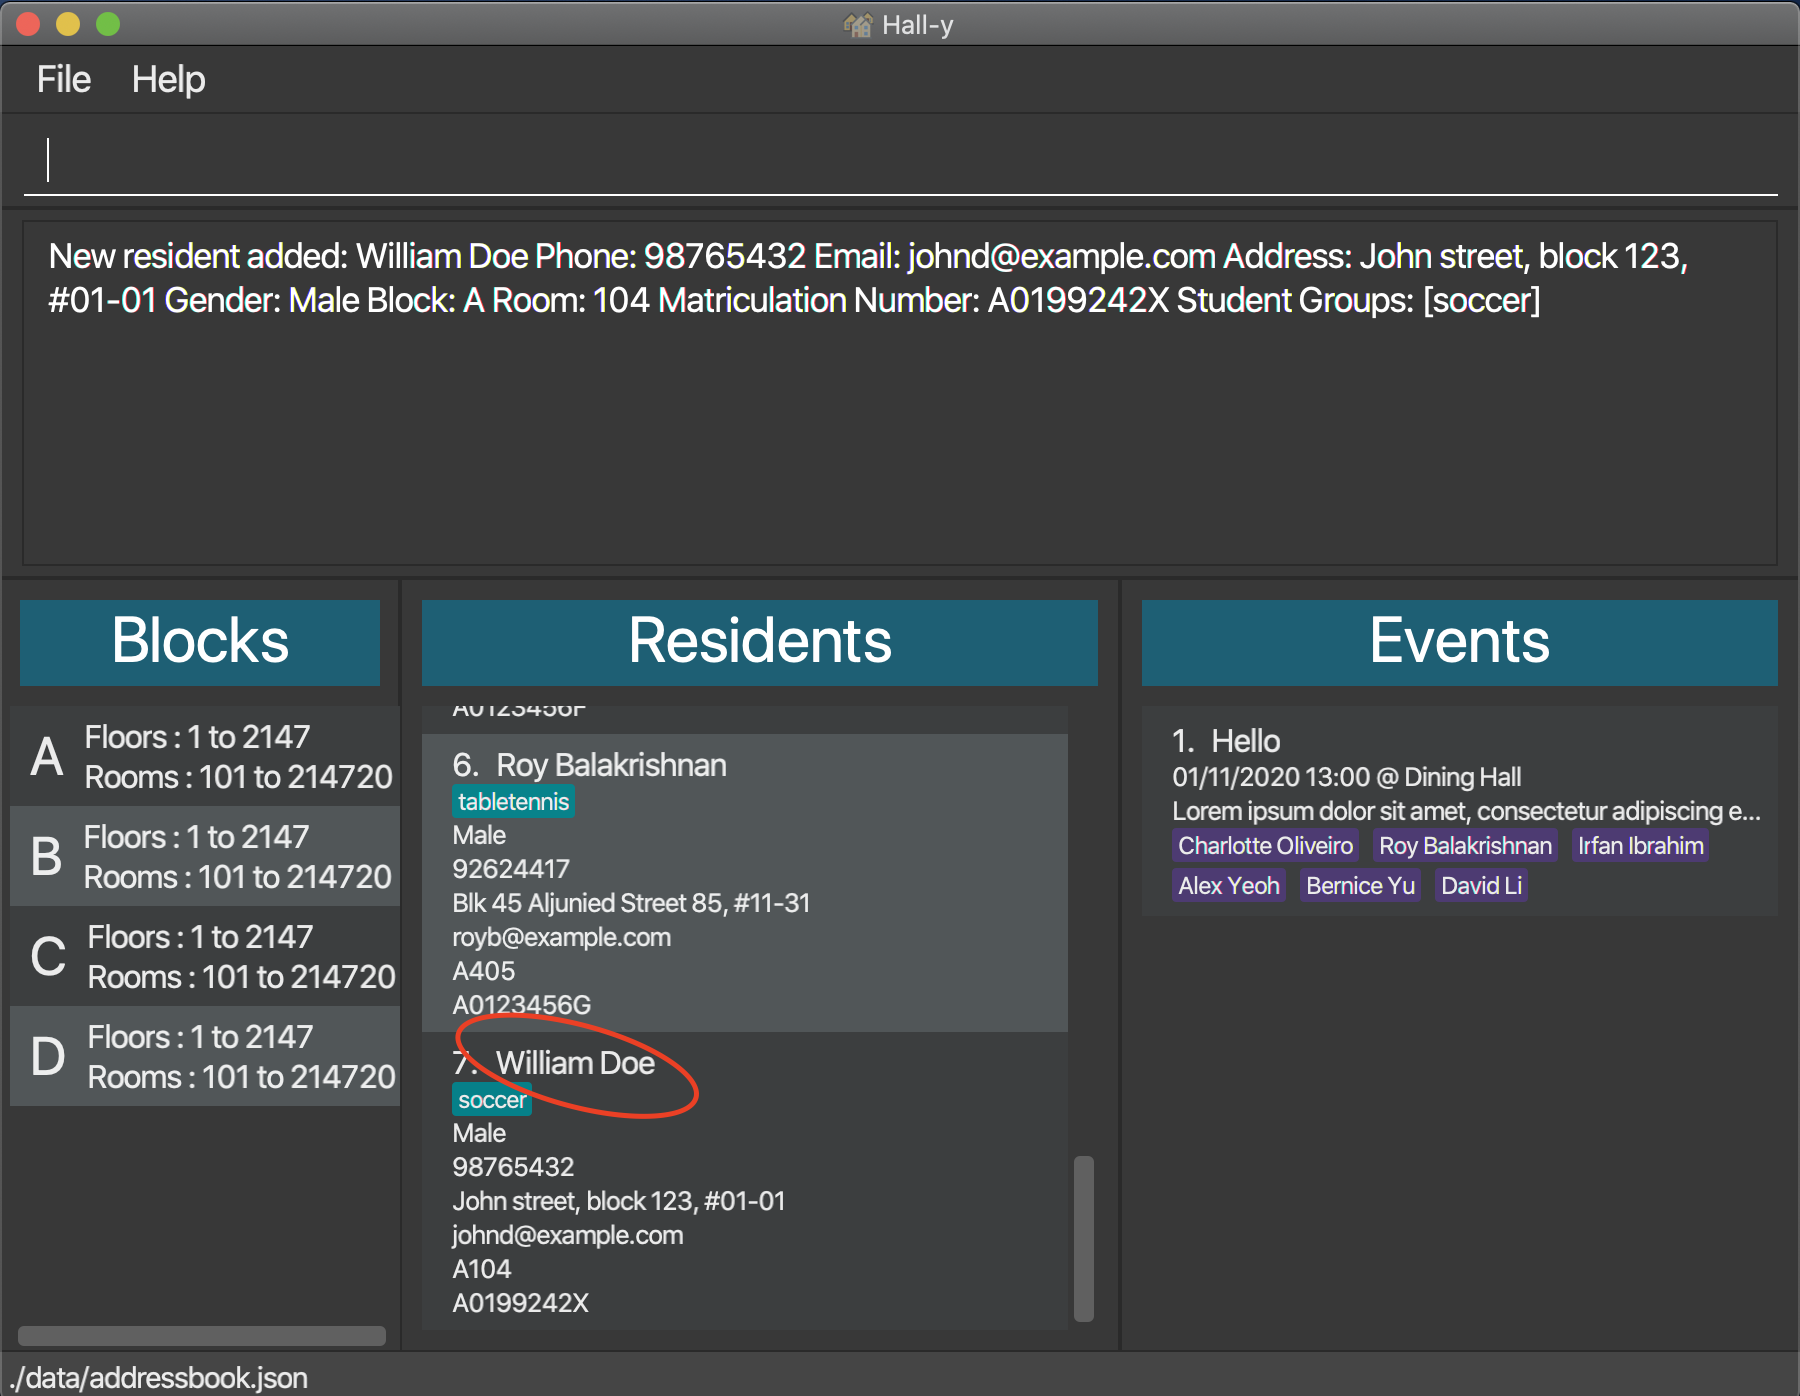 Hall-y
File Help
New resident added: William Doe Phone: 98765432 Email: johnd@example.com Address: John street, block 123,
#01-01 Gender: Male Block: A Room: 104 Matriculation Number: A0199242X Student Groups: [soccer]
Blocks
A
Floors : 1 to 2147
Rooms : 101 to 214720
B
Floors : 1 to 2147
Rooms : 101 to 214720
C
Floors : 1 to 2147
Rooms : 101 to 214720
D
Floors : 1 to 2147
Rooms : 101 to 214720
Residents
A0123456F
6. Roy Balakrishnan
tabletennis
Male
92624417
Blk 45 Aljunied Street 85, #11-31
royb@example.com
A405
A0123456G
7. William Doe
soccer
Male
98765432
John street, block 123, #01-01
johnd@example.com
A104
A0199242X
Events
1. Hello
01/11/2020 13:00 @ Dining Hall
Lorem ipsum dolor sit amet, consectetur adipiscing e...
Charlotte Oliveiro Roy Balakrishnan Irfan Ibrahim
Alex Yeoh Bernice Yu David Li
./data/addressbook.json